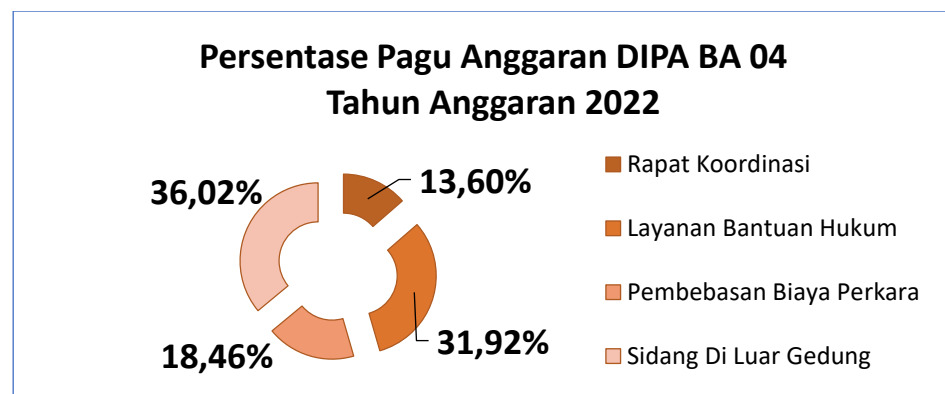 Persentase Pagu Anggaran DIPA BA 04
Tahun Anggaran 2022
36,02%
13,60%
18,46%
31,92%
Rapat Koordinasi
Layanan Bantuan Hukum
Pembebasan Biaya Perkara
Sidang Di Luar Gedung